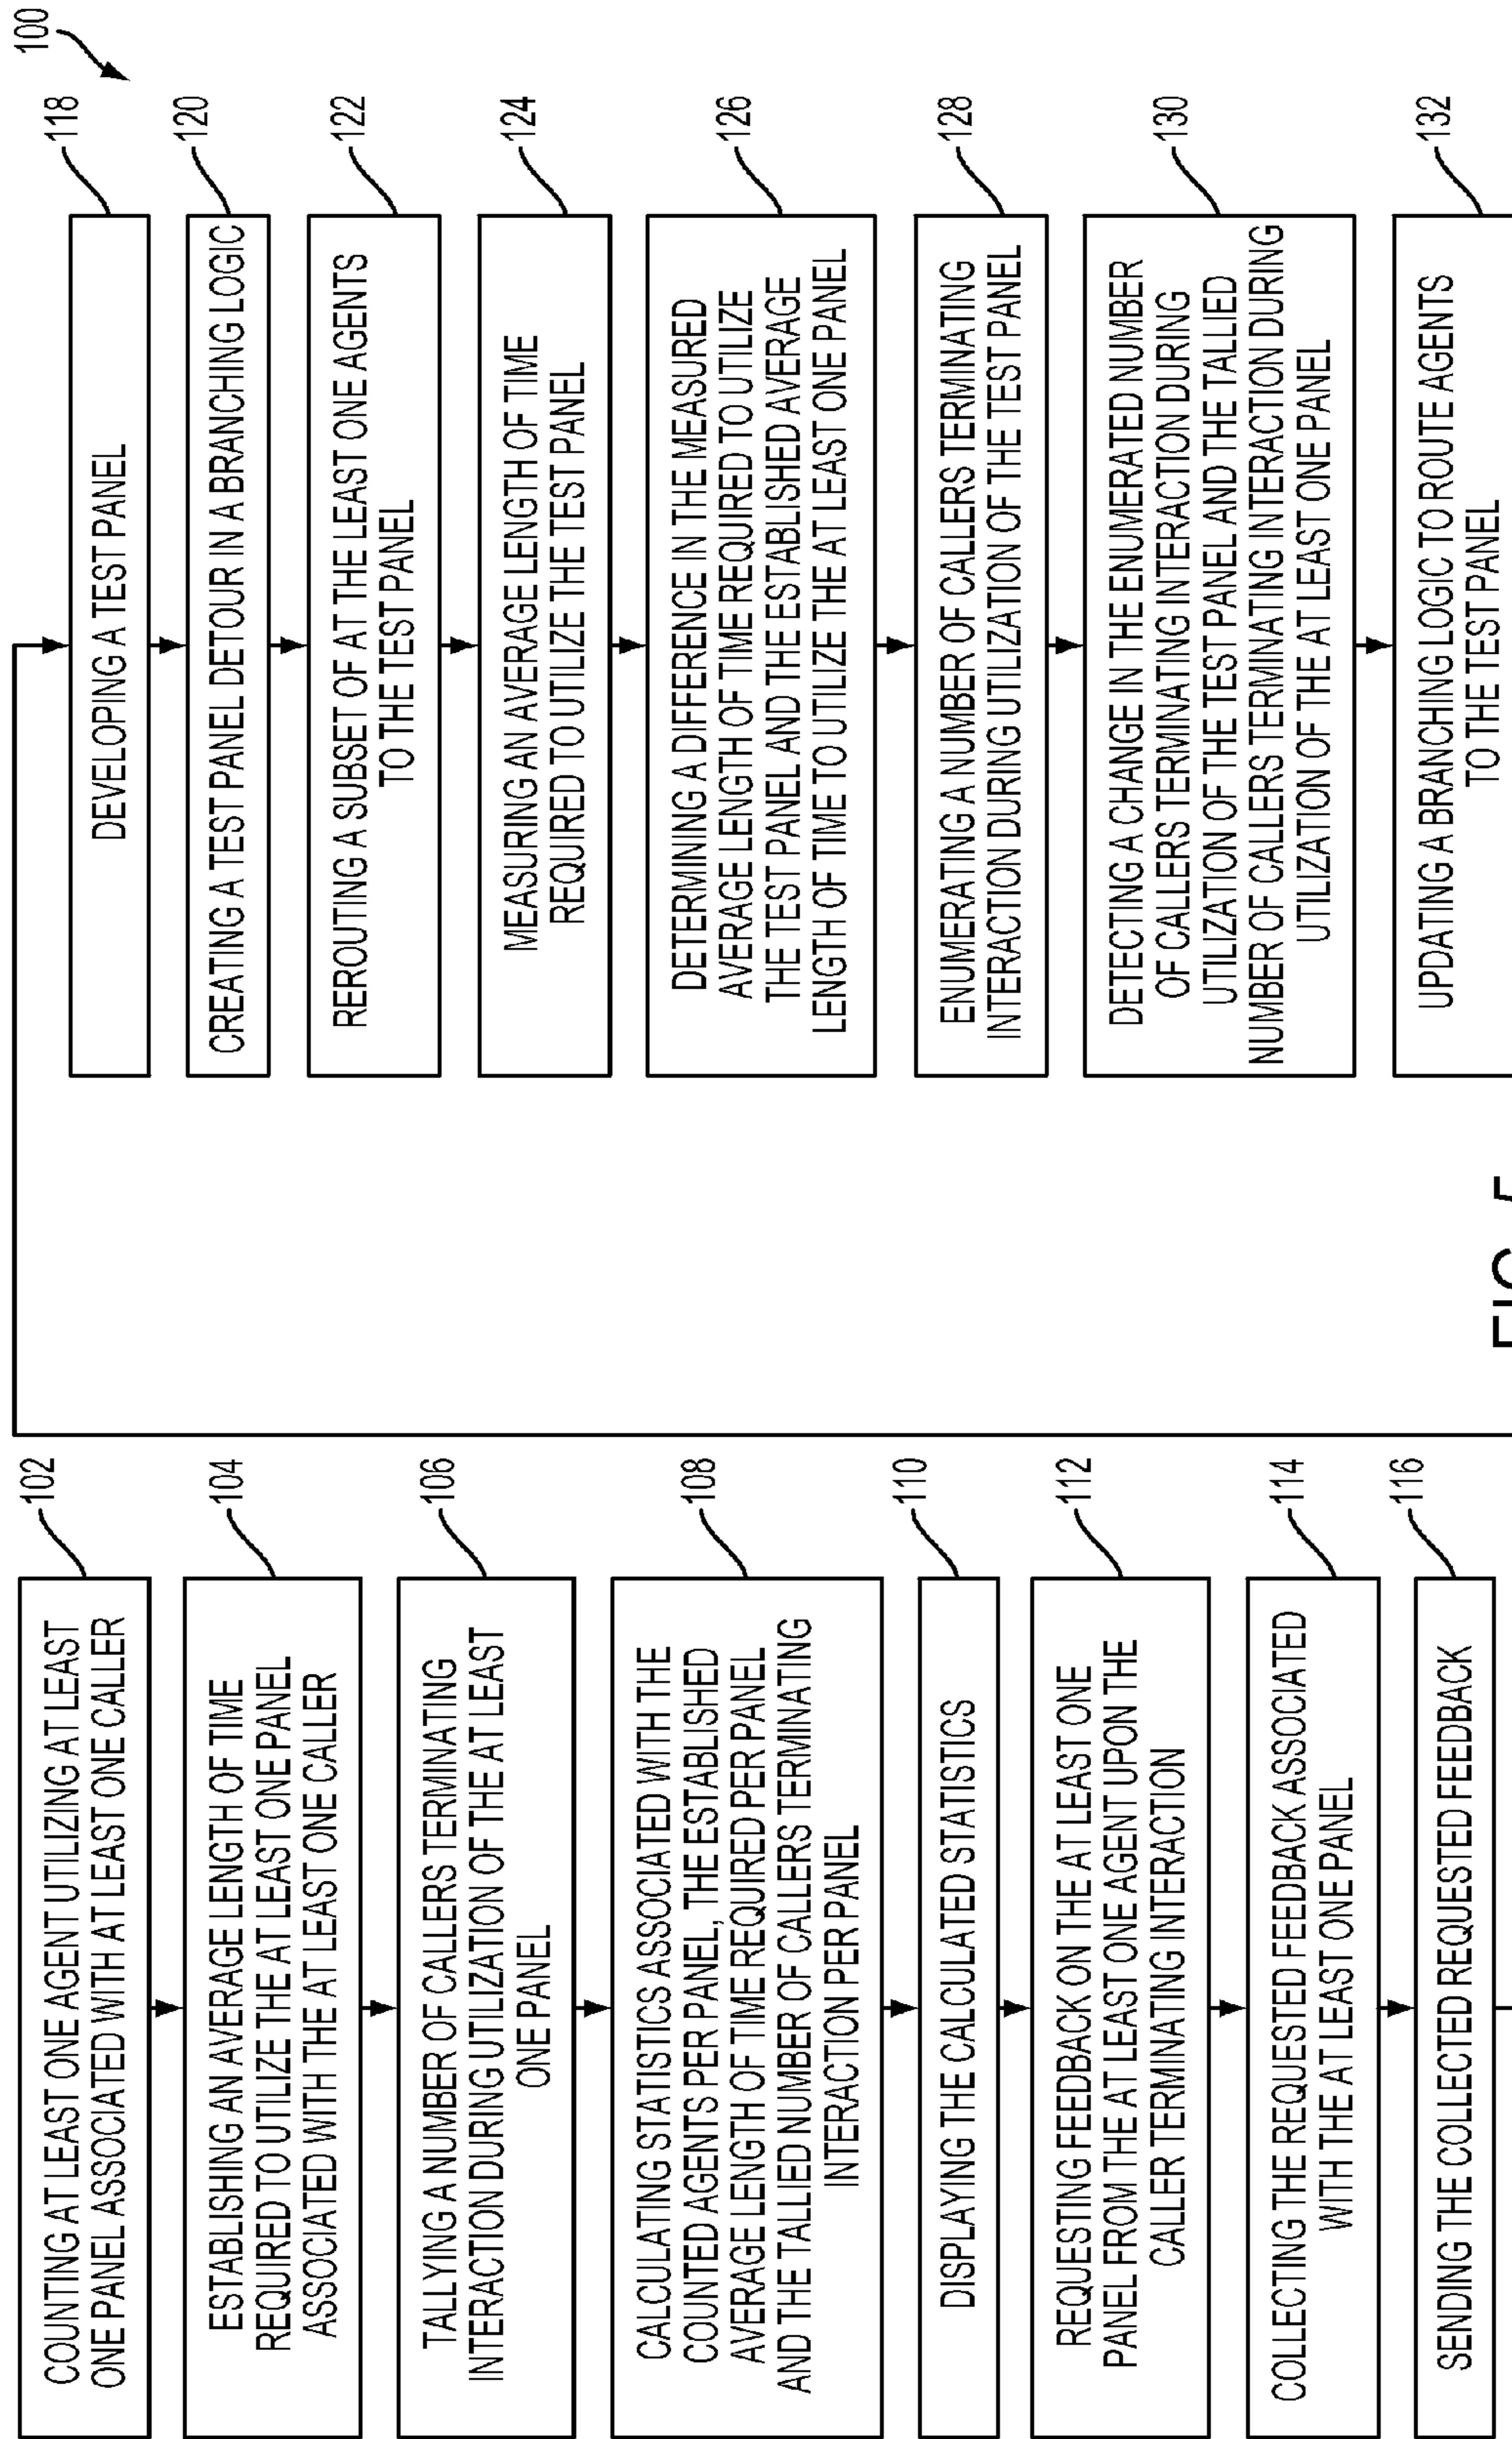 102
COUNTING AT LEAST ONE AGENT UTILIZING AT LEAST
ONE PANEL ASSOCIATED WITH AT LEAST ONE CALLER
104
ESTABLISHING AN AVERAGE LENGTH OF TIME
REQUIRED TO UTILIZE THE AT LEAST ONE PANEL
ASSOCIATED WITH THE AT LEAST ONE CALLER
106
TALLYING A NUMBER OF CALLERS TERMINATING
INTERACTION DURING UTILIZATION OF THE AT LEAST
ONE PANEL
108
CALCULATING STATISTICS ASSOCIATED WITH THE
COUNTED AGENTS PER PANEL, THE ESTABLISHED
AVERAGE LENGTH OF TIME REQUIRED PER PANEL
AND THE TALLIED NUMBER OF CALLERS TERMINATING
INTERACTION PER PANEL
110
DISPLAYING THE CALCULATED STATISTICS
112
REQUESTING FEEDBACK ON THE AT LEAST ONE
PANEL FROM THE AT LEAST ONE AGENT UPON THE
CALLER TERMINATING INTERACTION
114
COLLECTING THE REQUESTED FEEDBACK ASSOCIATED
WITH THE AT LEAST ONE PANEL
116
SENDING THE COLLECTED REQUESTED FEEDBACK
100
118
DEVELOPING A TEST PANEL
120
CREATING A TEST PANEL DETOUR IN A BRANCHING LOGIC
122
REROUTING A SUBSET OF AT THE LEAST ONE AGENTS
TO THE TEST PANEL
124
MEASURING AN AVERAGE LENGTH OF TIME
REQUIRED TO UTILIZE THE TEST PANEL
126
DETERMINING A DIFFERENCE IN THE MEASURED
AVERAGE LENGTH OF TIME REQUIRED TO UTILIZE
THE TEST PANEL AND THE ESTABLISHED AVERAGE
LENGTH OF TIME TO UTILIZE THE AT LEAST ONE PANEL
128
ENUMERATING A NUMBER OF CALLERS TERMINATING
INTERACTION DURING UTILIZATION OF THE TEST PANEL
130
DETECTING A CHANGE IN THE ENUMERATED NUMBER
OF CALLERS TERMINATING INTERACTION DURING
UTILIZATION OF THE TEST PANEL AND THE TALLIED
NUMBER OF CALLERS TERMINATING INTERACTION DURING
UTILIZATION OF THE AT LEAST ONE PANEL
132
UPDATING A BRANCHING LOGIC TO ROUTE AGENTS
TO THE TEST PANEL
FIG.